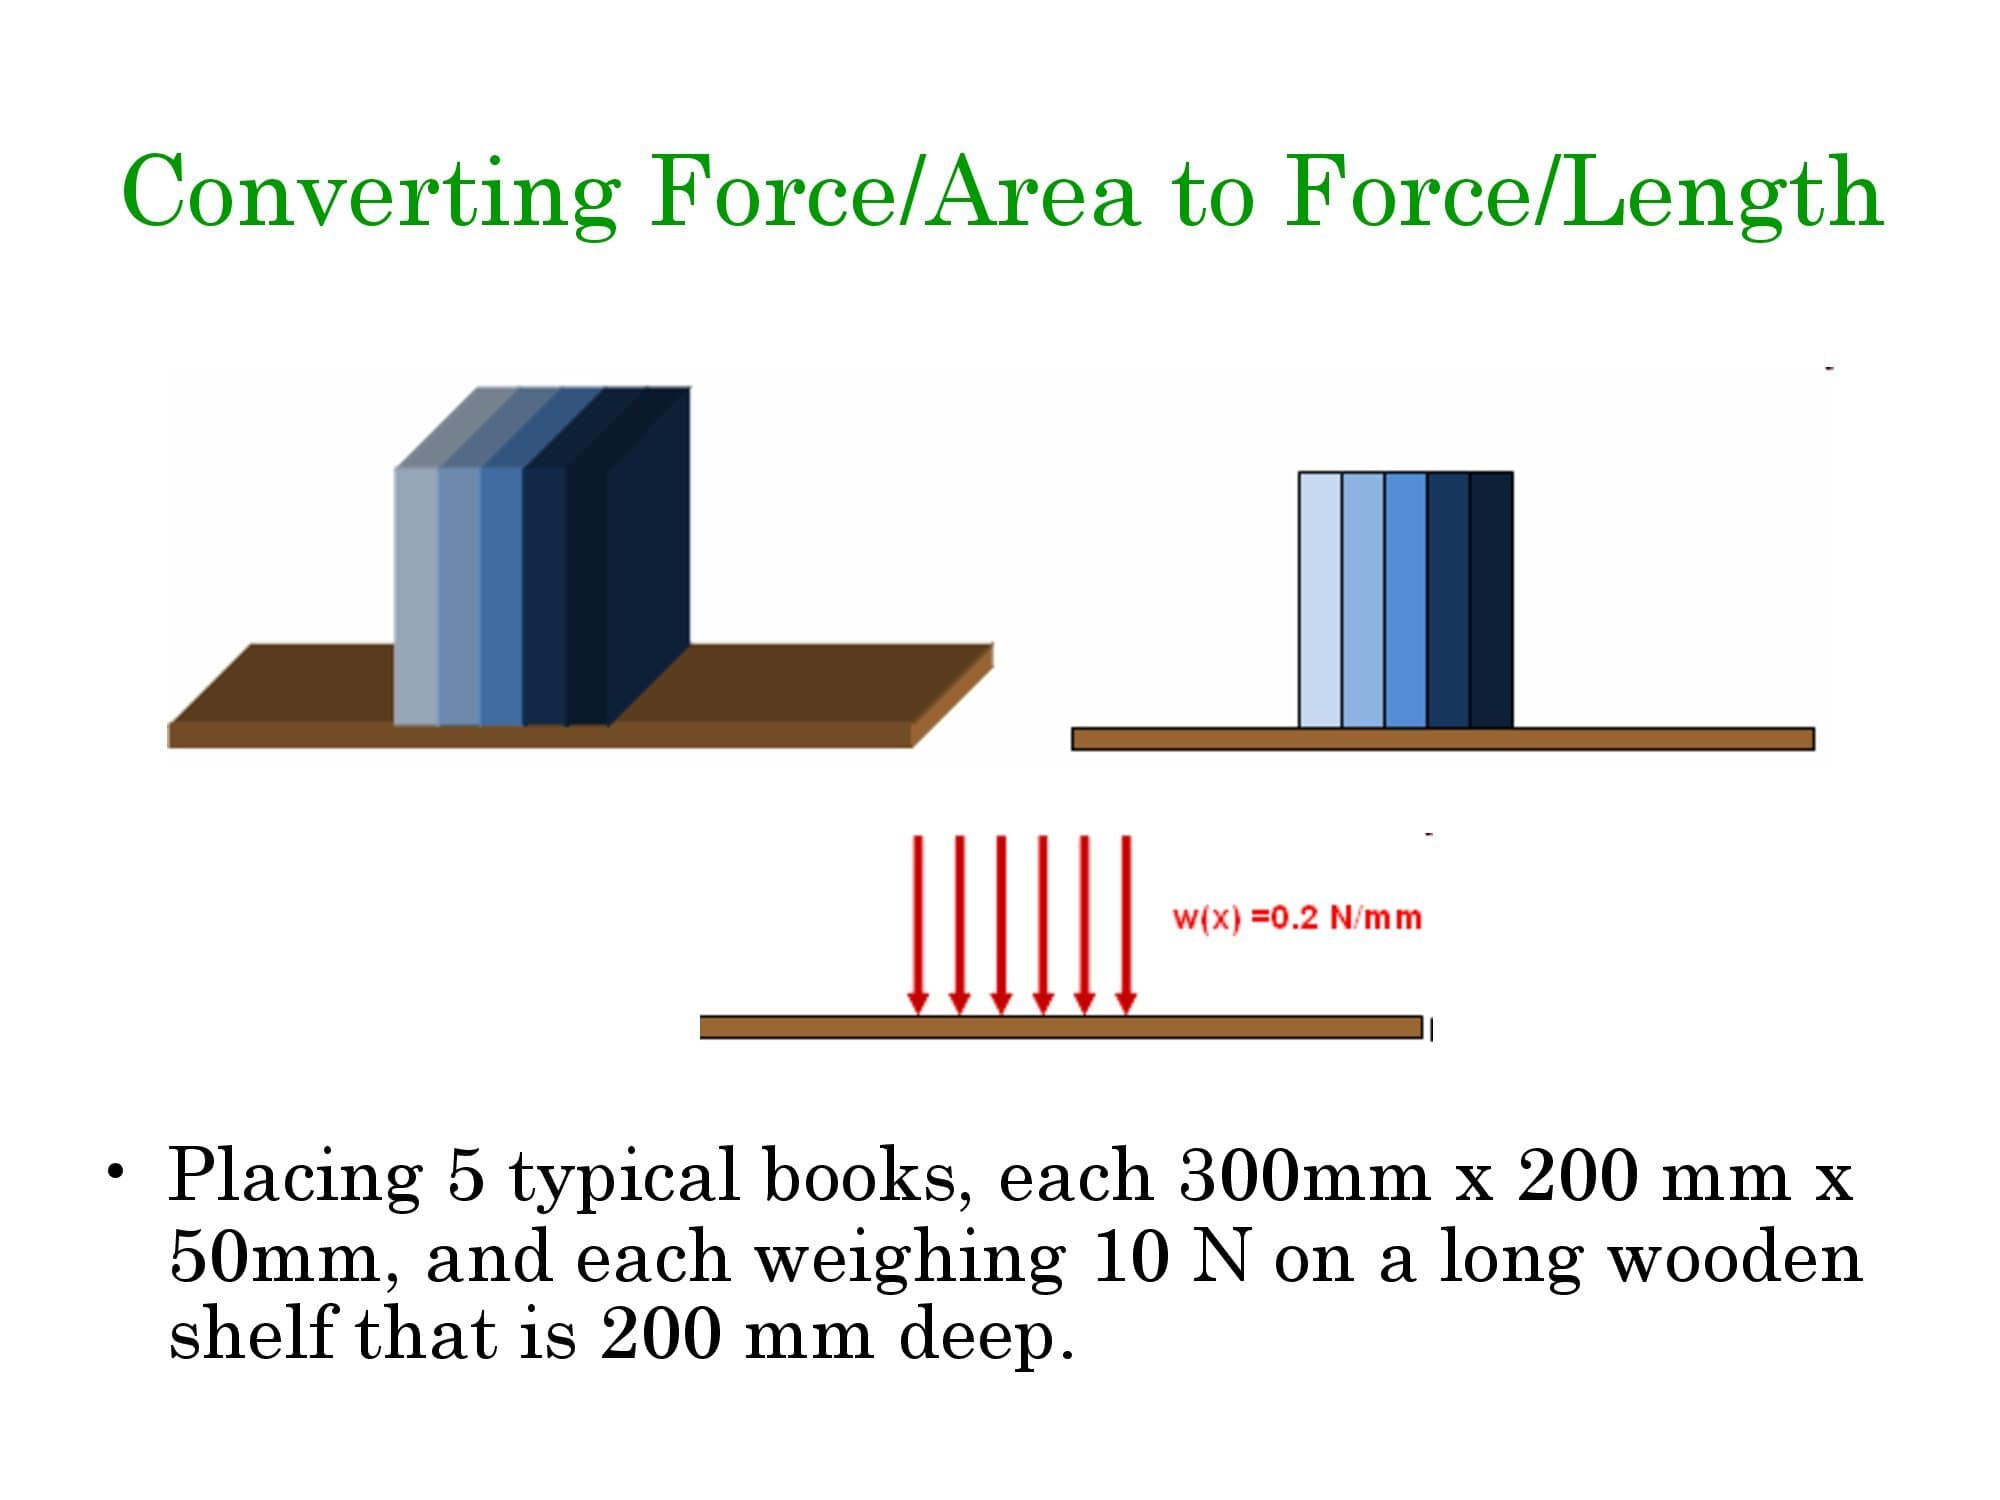 Converting Force/Area to Force/Length
w(x) =0.2 N/mm
• Placing 5 typical books, each 300mm x 200 mm x
50mm, and each weighing 10 N on a long wooden
shelf that is 200 mm deep.